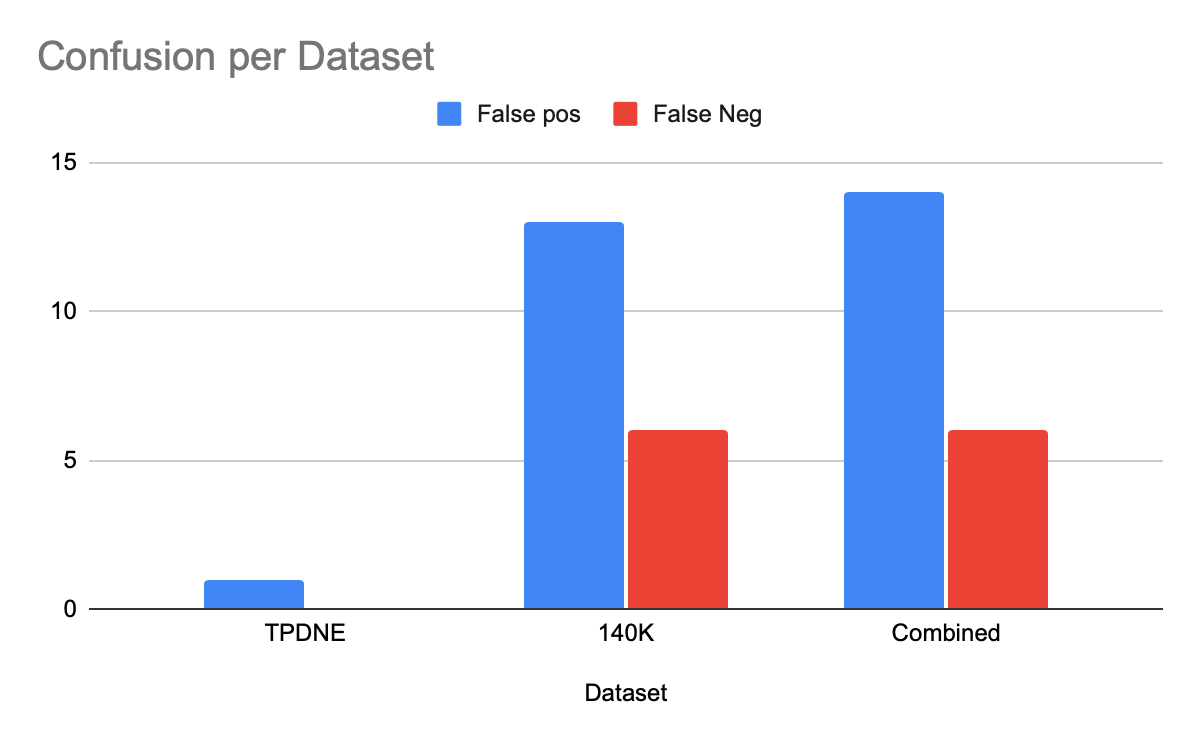 Confusion per Dataset
False pos False Neg
15
10
5
0
TPDNE 140K Combined
Dataset